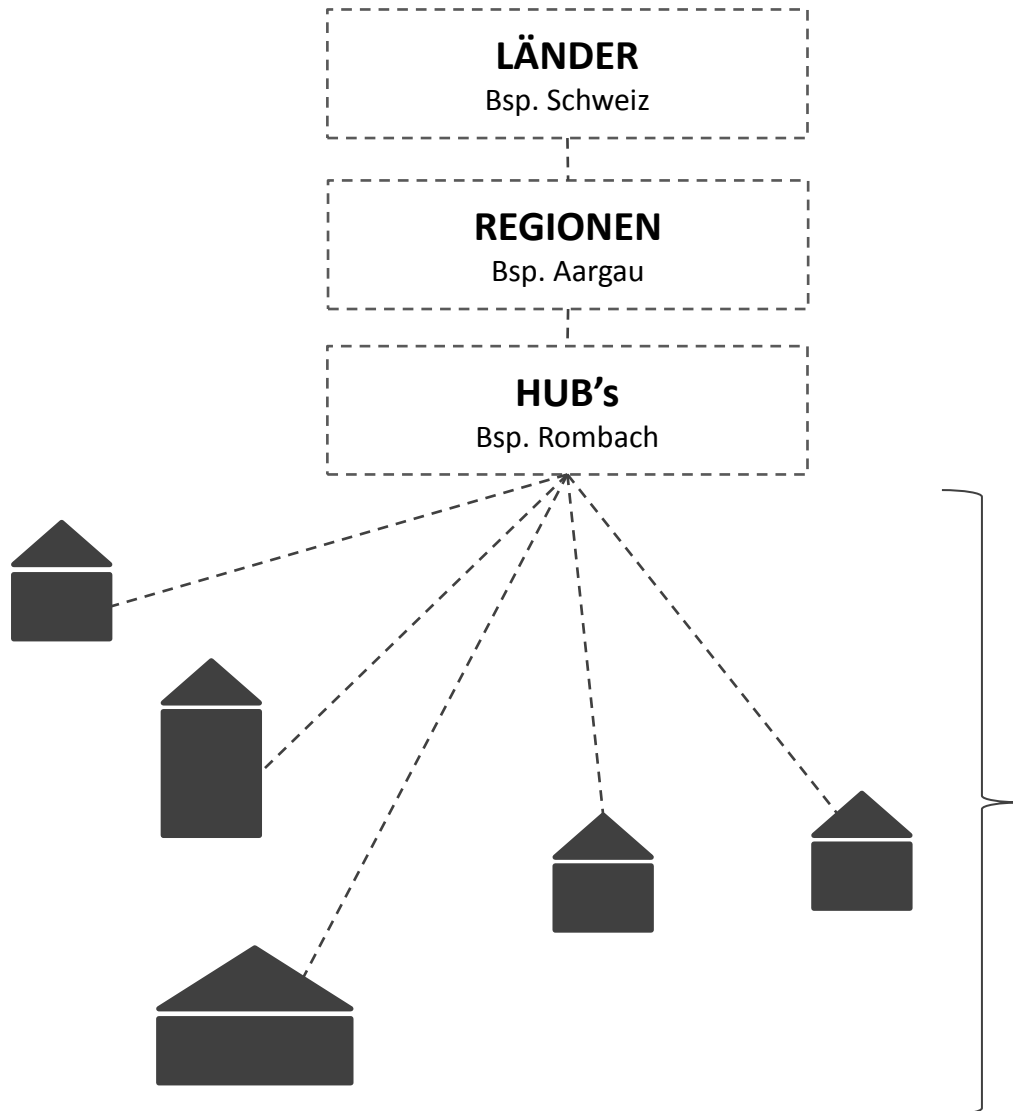 LÄNDER
Bsp. Schweiz
REGIONEN
Bsp. Aargau
HUB’s
Bsp. Rombach